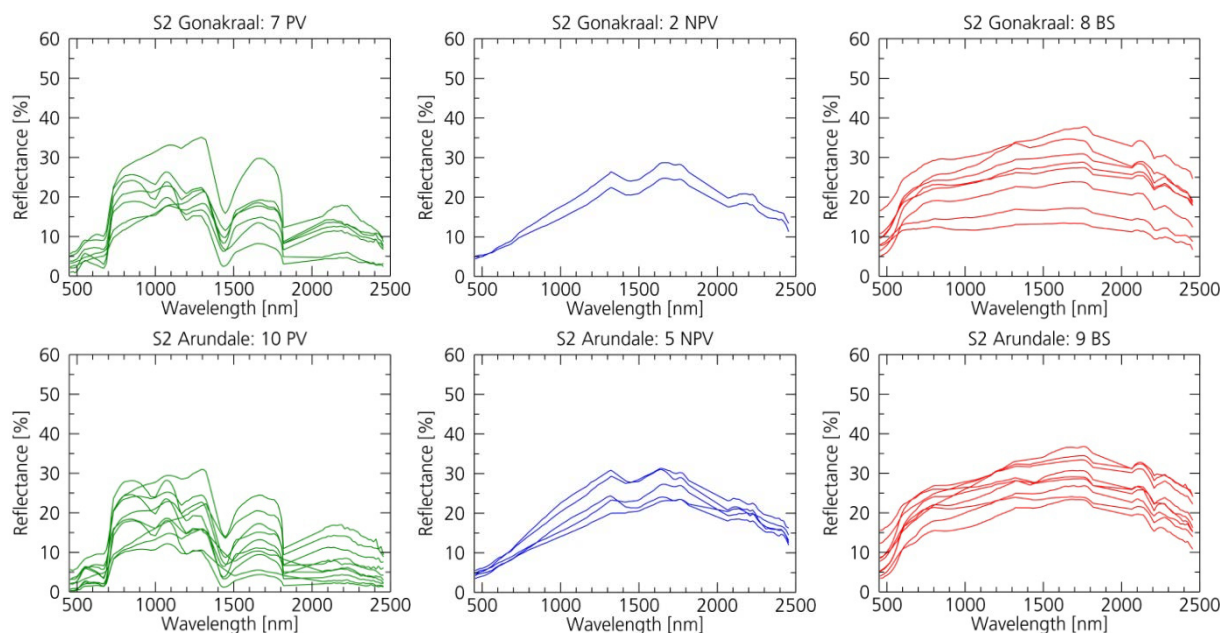 S2 Gonakraal: 7 PV
60
50
40
30
20
10
0
Reflectance [%]
500 1000 1500 2000 2500
Wavelength [nm]
S2 Gonakraal: 2 NPV
60
50
40
30
20
10
0
Reflectance [%]
500 1000 1500 2000 2500
Wavelength [nm]
S2 Gonakraal: 8 BS
60
50
40
30
20
10
0
Reflectance [%]
500 1000 1500 2000 2500
Wavelength [nm]
S2 Arundale: 10 PV
60
50
40
30
20
10
0
Reflectance [%]
500 1000 1500 2000 2500
Wavelength [nm]
S2 Arundale: 5 NPV
60
50
40
30
20
10
0
Reflectance [%]
500 1000 1500 2000 2500
Wavelength [nm]
S2 Arundale: 9 BS
60
50
40
30
20
10
0
Reflectance [%]
500 1000 1500 2000 2500
Wavelength [nm]